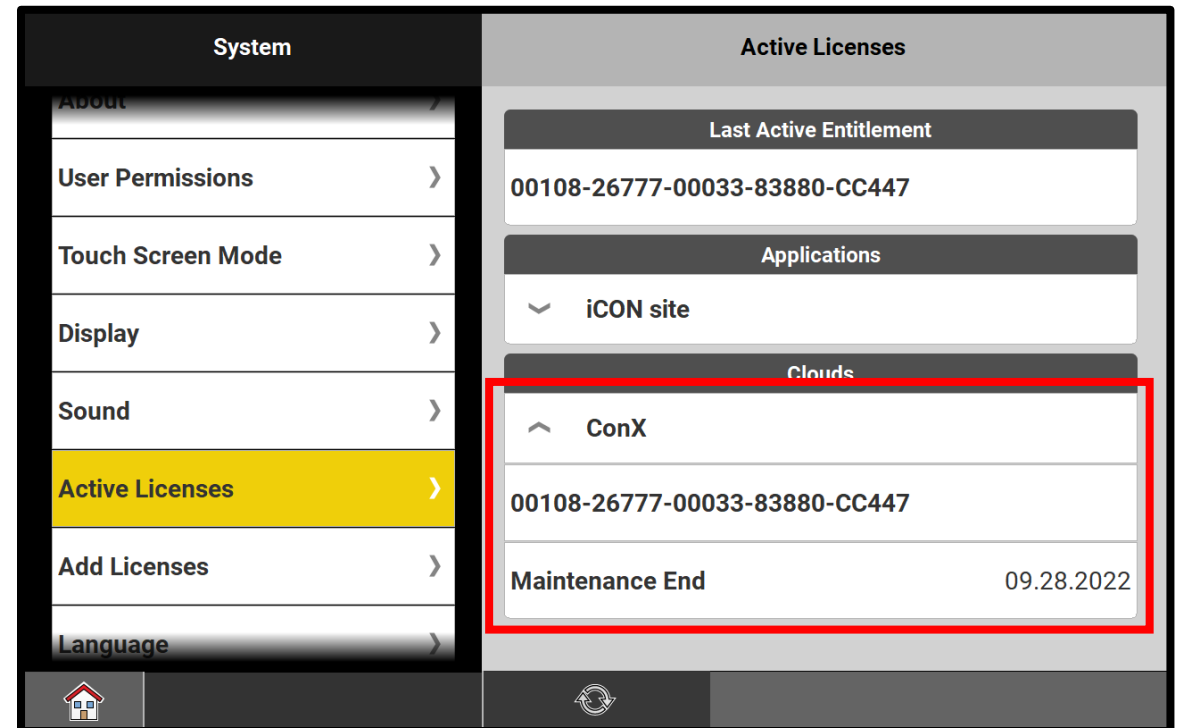 System
About
User Permissions
Touch Screen Mode
Display
Sound
Active Licenses
Add Licenses
Language
Active Licenses
Last Active Entitlement
00108-26777-00033-83880-CC447
Applications
iCON site
Clouds
ConX
00108-26777-00033-83880-CC447
Maintenance End 09.28.2022